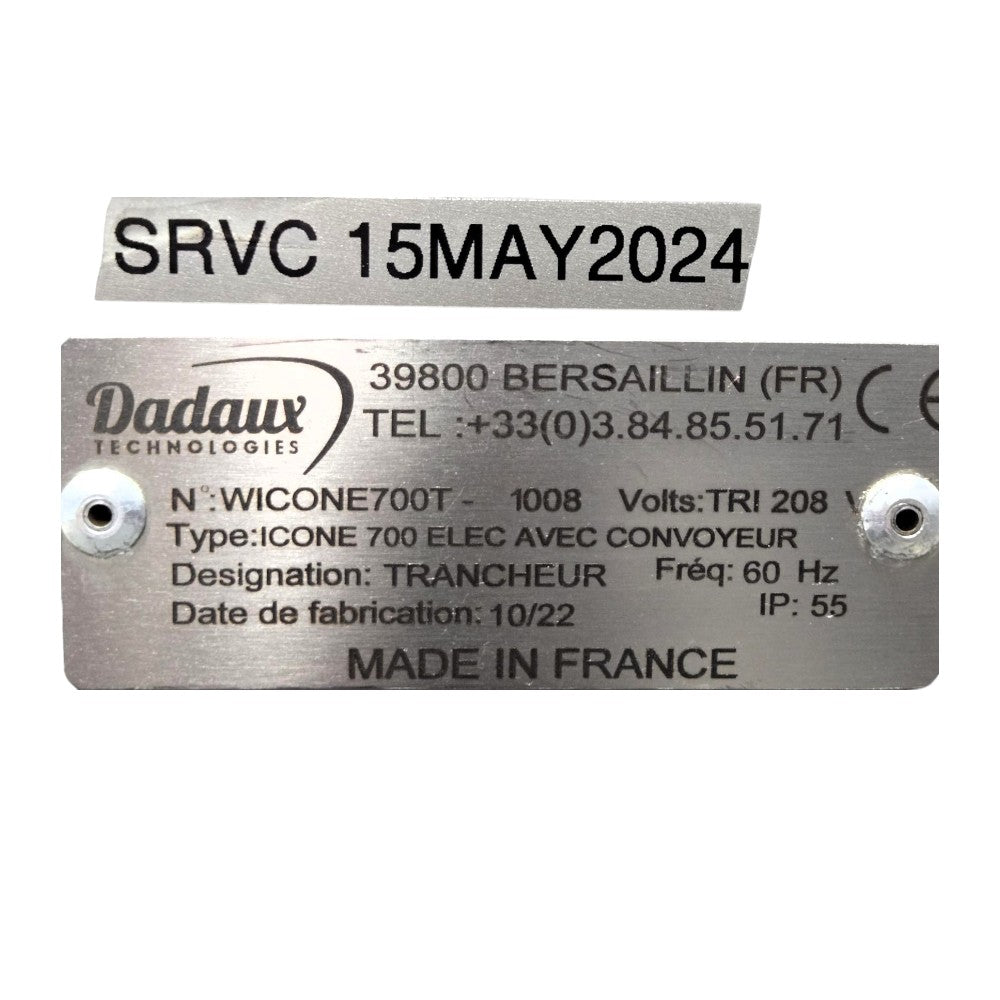 SRVC 15MAY2024
Dadaux
TECHNOLOGIES
39800 BERSAILLIN (FR)
TEL :+33(0)3.84.85.51.71
CE
N°:WICONE700T - 1008 Volts:TRI 208 V
Type:ICONE 700 ELEC AVEC CONVOYEUR
Designation: TRANCHEUR Fréq: 60 Hz
Date de fabrication: 10/22 IP: 55
MADE IN FRANCE